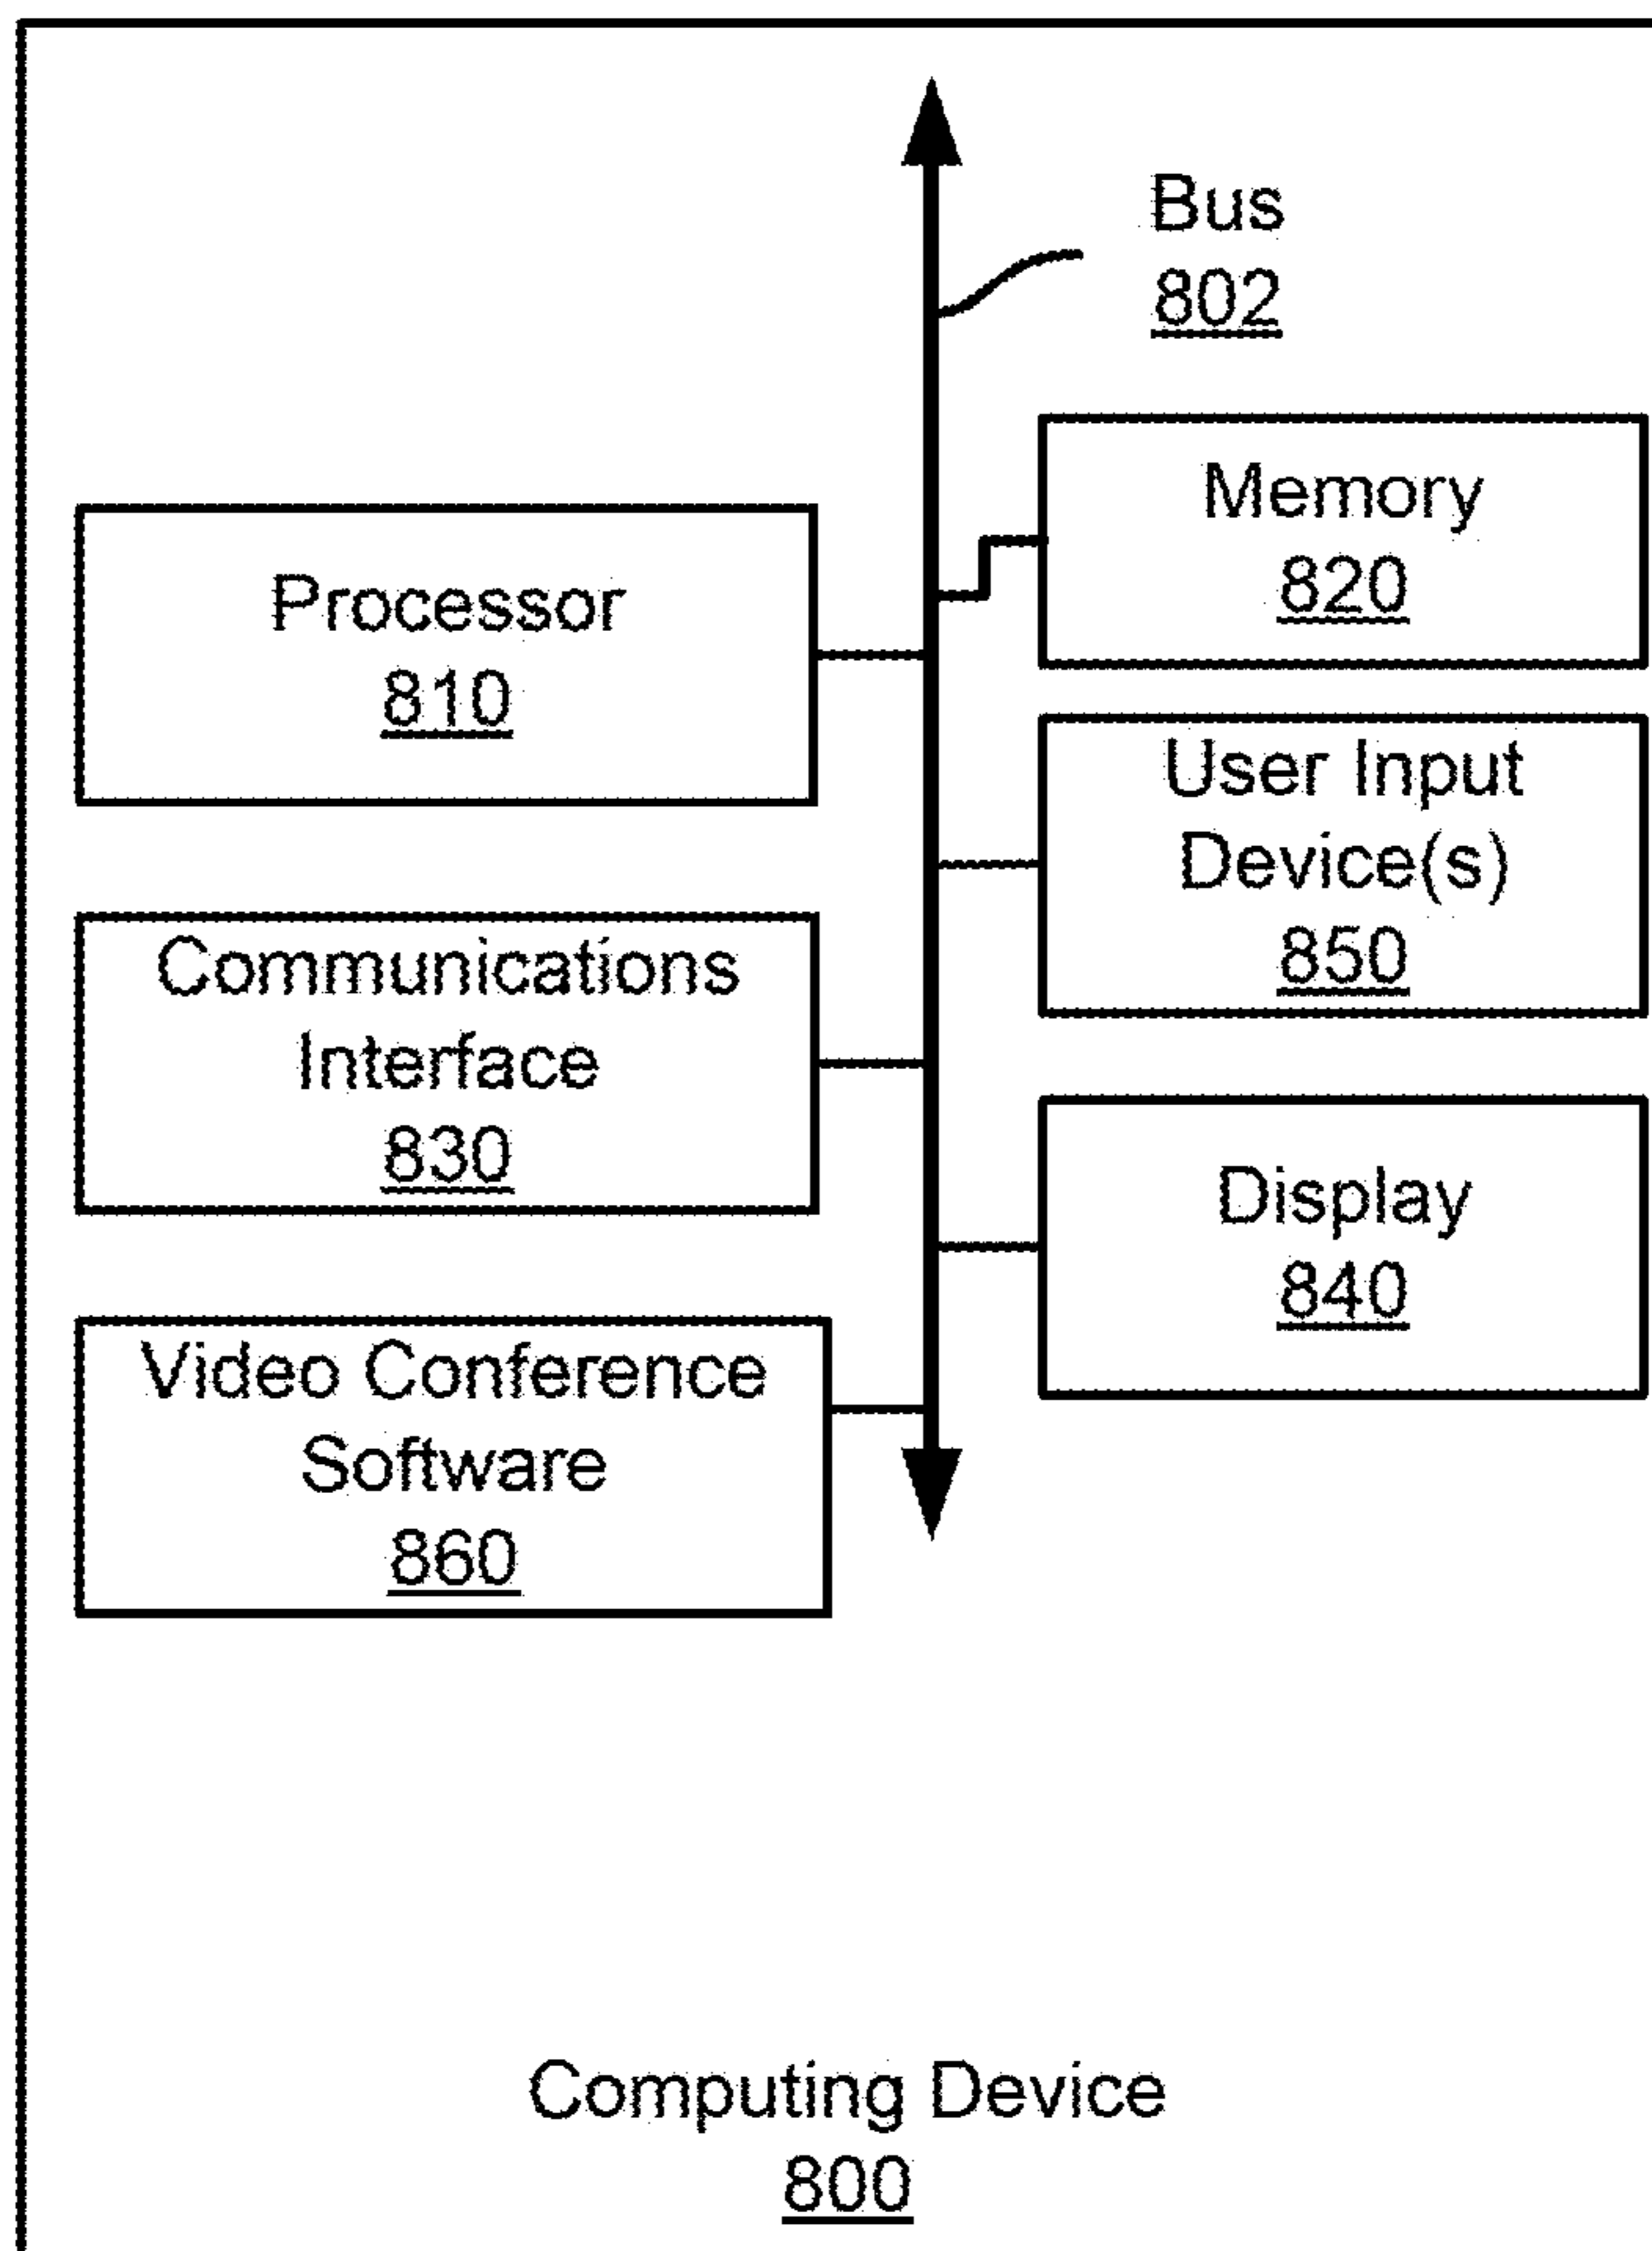 Bus
802
Memory
820
Processor
810
User Input
Device(s)
850
Communications
Interface
830
Display
840
Video Conference
Software
860
Computing Device
800